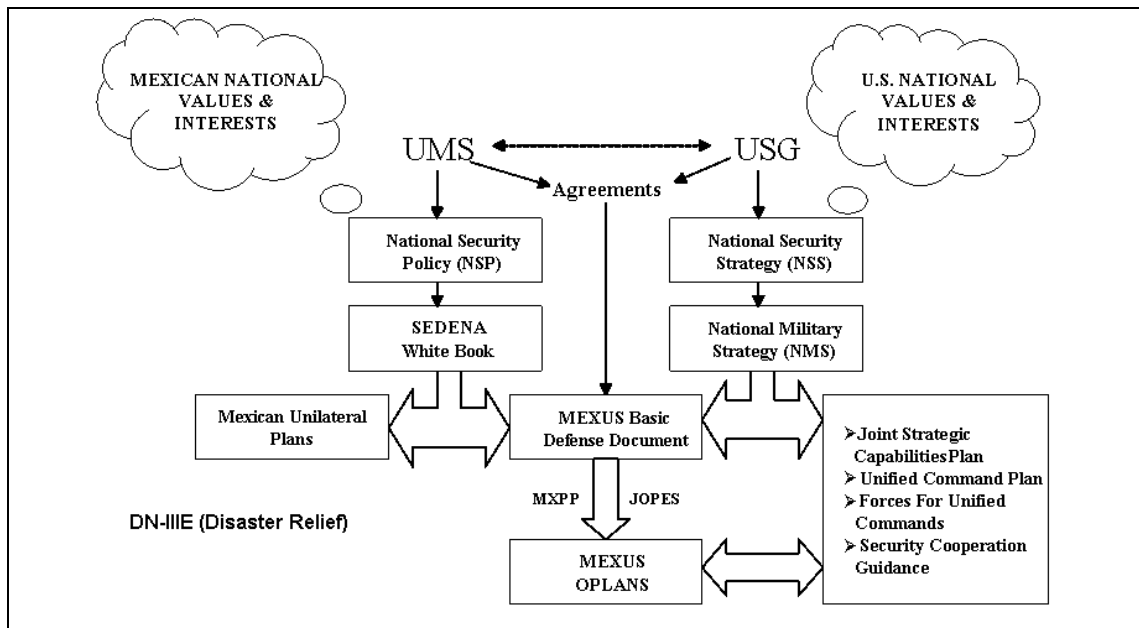 MEXICAN NATIONAL
VALUES &
INTERESTS
U.S. NATIONAL
VALUES &
INTERESTS
UMS
USG
Agreements
National Security
Policy (NSP)
National Security
Strategy (NSS)
SEDENA
White Book
National Military
Strategy (NMS)
Mexican Unilateral
Plans
MEXUS Basic
Defense Document
➢Joint Strategic
CapabilitiesPlan
➢ Unified Command Plan
➢ Forces For Unified
Commands
➢ Security Cooperation
Guidance
MXPP
JOPES
DN-IIIE (Disaster Relief)
MEXUS
OPLANS